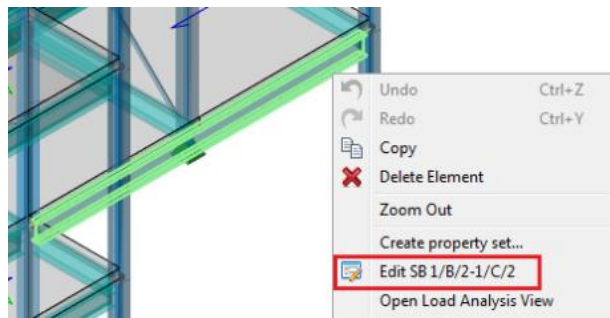 Undo Ctrl+Z
Redo Ctrl+Y
Copy
Delete Element
Zoom Out
Create property set...
Edit SB 1/B/2-1/C/2
Open Load Analysis View